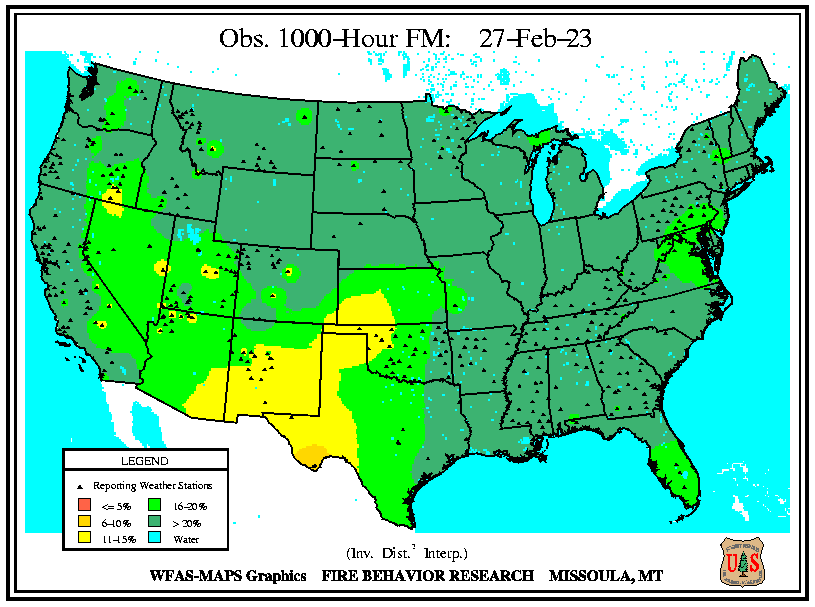 Obs. 1000-Hour FM: 27-Feb-23
LEGEND
Reporting Weather Stations
<= 5% 16-20%
6-10% > 20%
11-15% Water
(Inv. Dist.² Interp.)
WFAS-MAPS Graphics FIRE BEHAVIOR RESEARCH MISSOULA, MT
U S